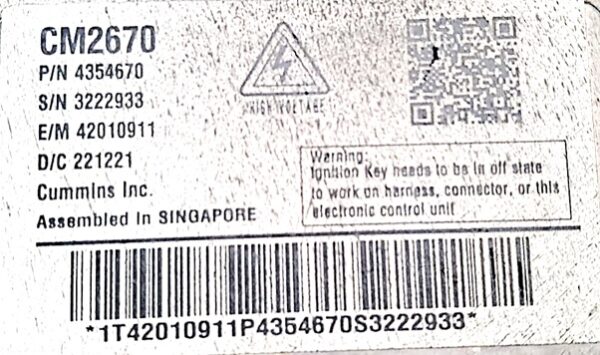 CM2670
P/N 4354670
S/N 3222933
E/M 42010911
D/C 221221
Cummins Inc.
Assembled in SINGAPORE
HIGH VOLTAGE
Warning:
Ignition Key needs to be in off state
to work on harness, connector, or this
electronic control unit
*1T42010911P4354670S3222933*